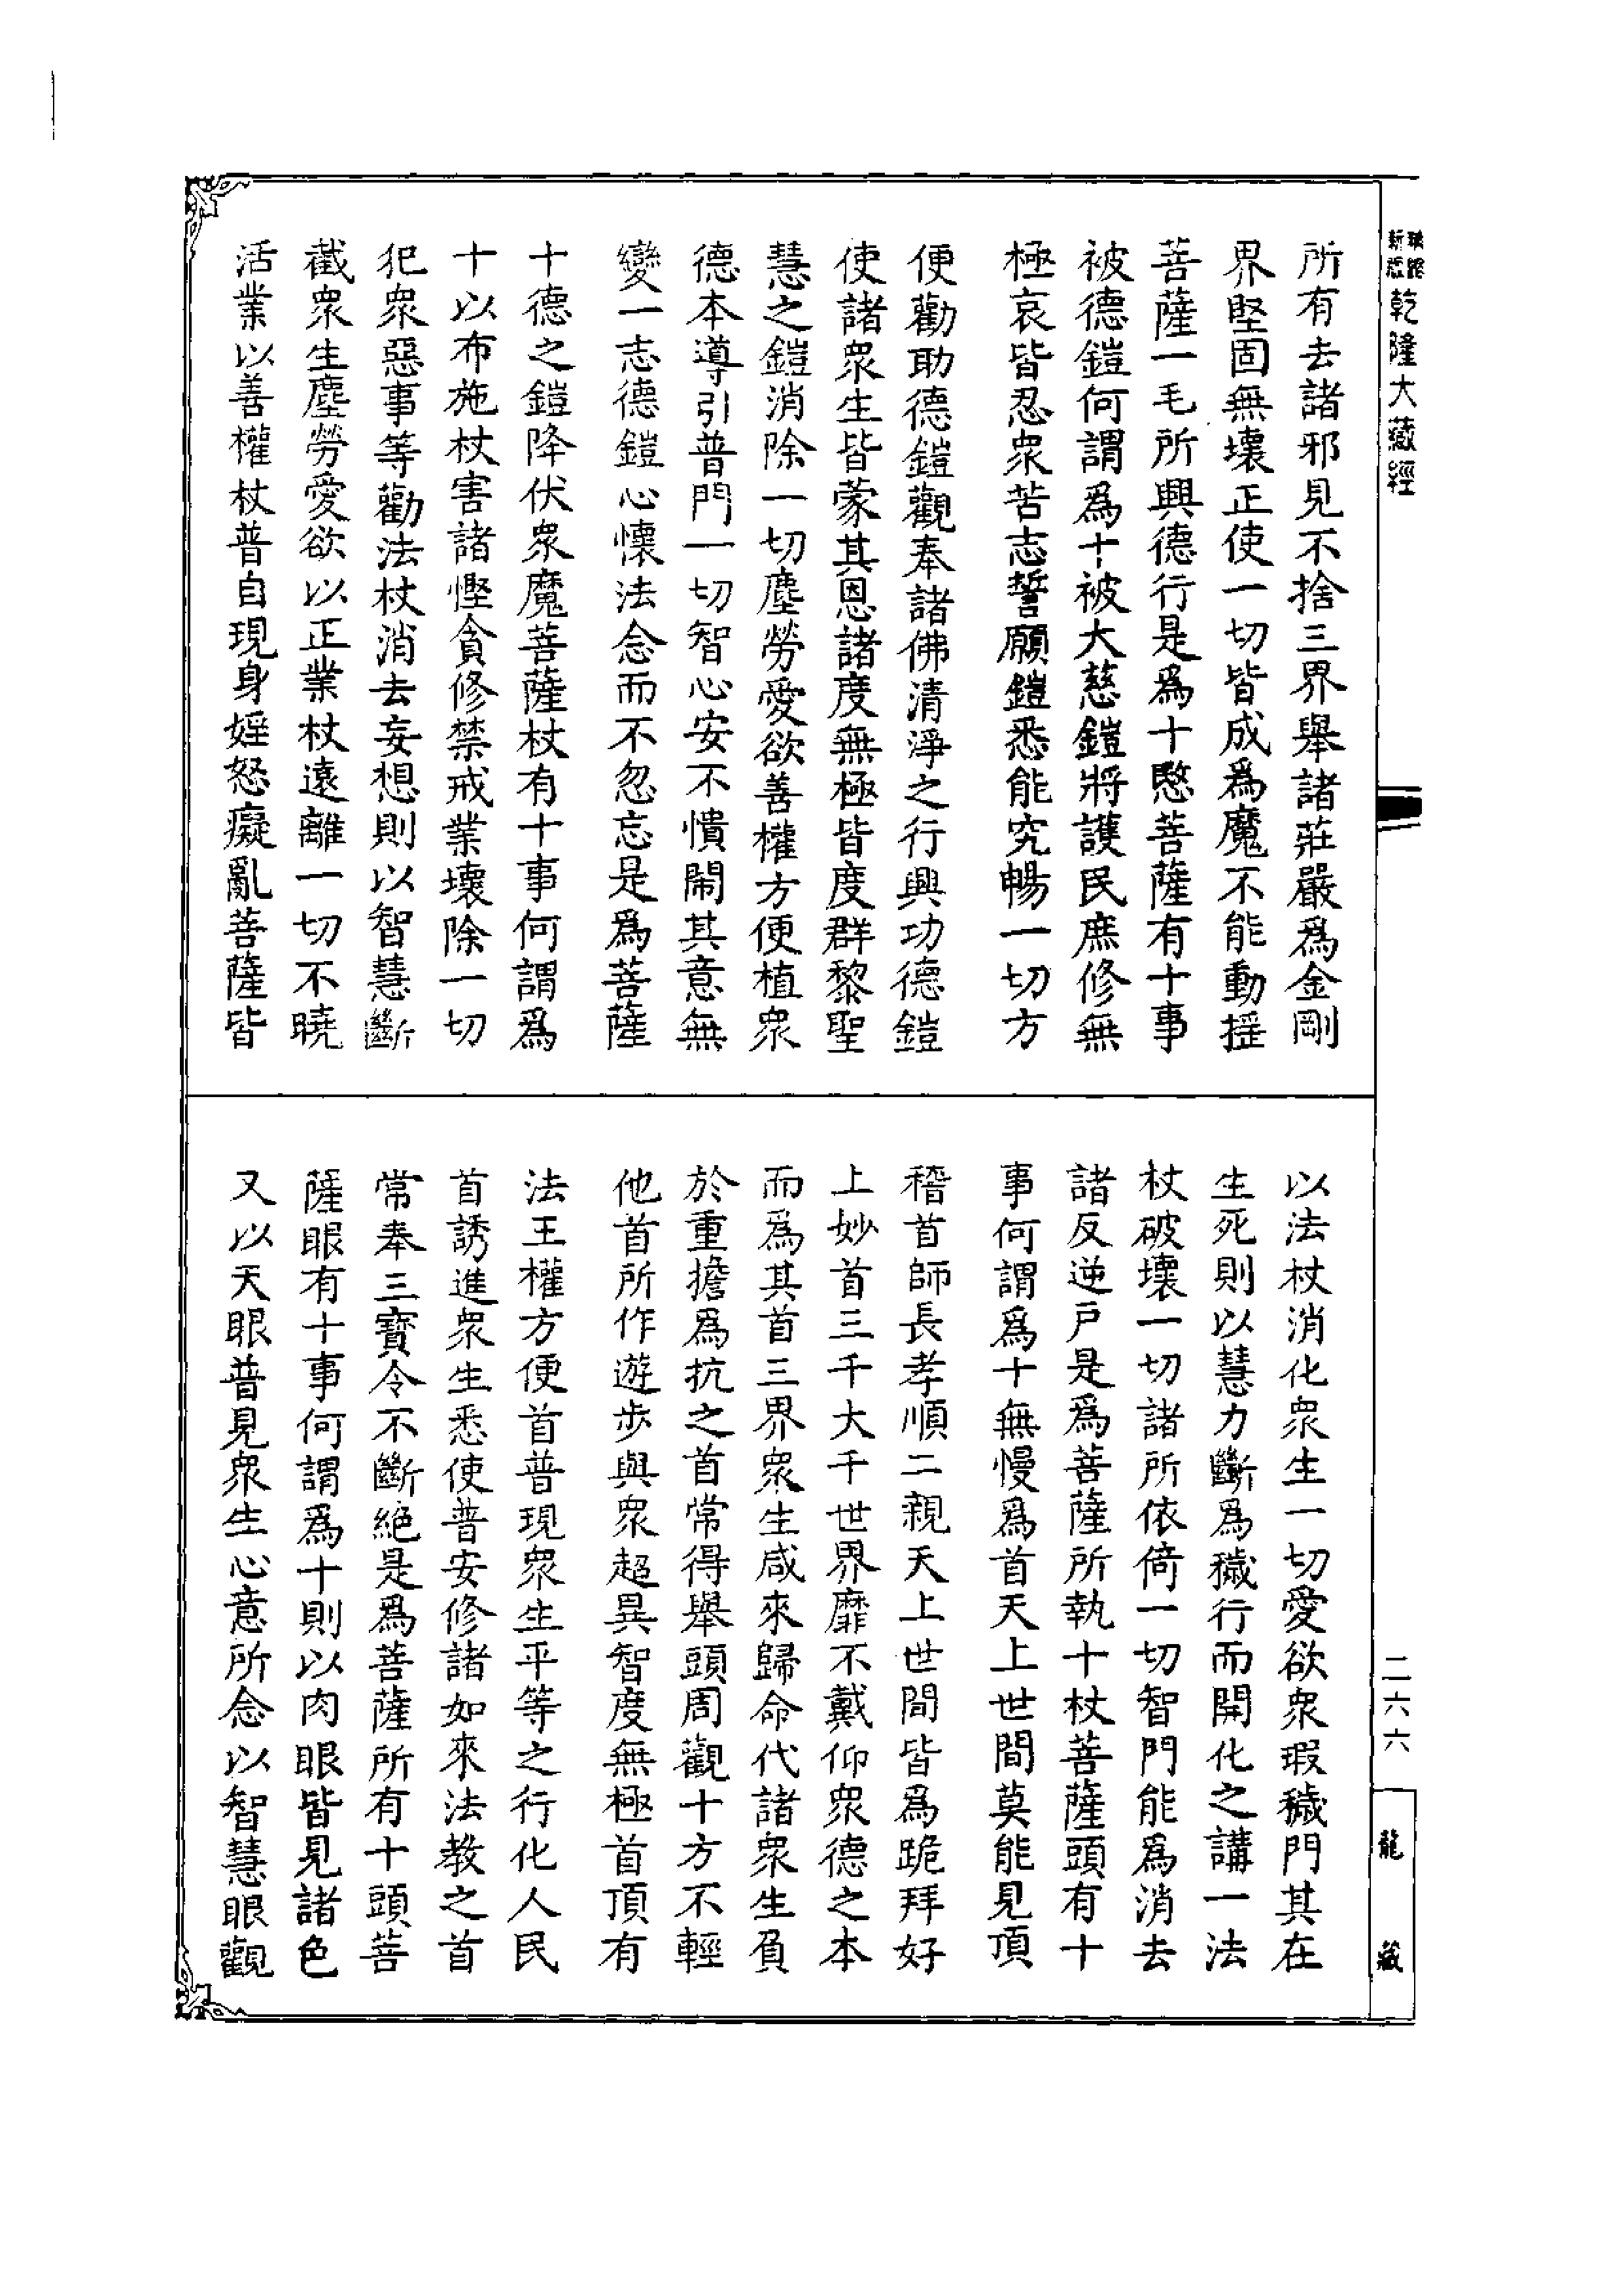 乾隆大藏經
所有去諸邪見不捨三界舉諸莊嚴爲金剛
界堅固無壞正使一切皆成爲魔不能動揺
菩薩一毛所興德行是爲十愍菩薩有十事
被德鎧何謂爲十被大慈鎧將護民庶修無
極哀皆忍衆苦志誓願鎧悉能究暢一切方
便勸助德鎧觀奉諸佛清淨之行興功德鎧
使諸衆生皆蒙其恩諸度無極皆度群黎聖
慧之鎧消除一切塵勞愛欲善權方便植衆
德本導引普門一切智心安不憒閙其意無
變一志德鎧心懷法念而不忽忘是爲菩薩
十德之鎧降伏衆魔菩薩杖有十事何謂爲
十以布施杖害諸慳貪修禁戒業壞除一切
犯衆惡事等勸法杖消去妄想則以智慧斷
截衆生塵勞愛欲以正業杖遠離一切不曉
活業以善權杖普自現身婬怒癡亂菩薩皆
以法杖消化衆生一切愛欲衆瑕穢門其在
生死則以慧力斷爲穢行而開化之講一法
杖破壞一切諸所依倚一切智門能爲消去
諸反逆戸是爲菩薩所執十杖菩薩頭有十
事何謂爲十無慢爲首天上世間莫能見頂
稽首師長孝順二親天上世間皆爲跪拜好
上妙首三千大千世界靡不戴仰衆德之本
而爲其首三界衆生咸來歸命代諸衆生負
於重擔爲抗之首常得舉頭周觀十方不輕
他首所作遊步與衆超異智度無極首頂有
法王權方便首普現衆生平等之行化人民
首誘進衆生悉使普安修諸如來法教之首
常奉三寶令不斷絕是爲菩薩所有十頭菩
薩眼有十事何謂爲十則以肉眼皆見諸色
又以天眼普見衆生心意所念以智慧眼觀
二六六
龍藏